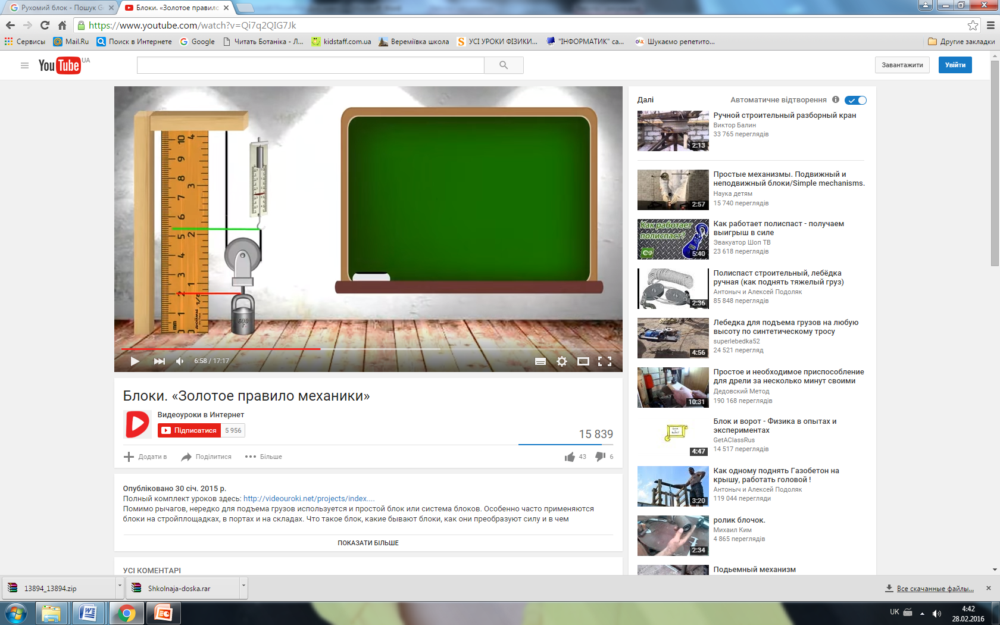 Рухомий блок - Пошук G
Блоки. «Золотое правило
https://www.youtube.com/watch?v=Qi7q2QIG7Jk
Сервисы
Mail.Ru
Поиск в Интернете
Google
Читать Ботаніка - Л...
kidstaff.com.ua
Вереміївка школа
УСІ УРОКИ ФІЗИКИ...
"ІНФОРМАТИК" са...
Шукаємо репетито...
Другие закладки
YouTube UA
Завантажити
Увійти
10 9 8 7 6 5 4 3 2 1
4 3 2 1
mm
дюймы
600 г.
6:58 / 17:17
Блоки. «Золотое правило механики»
Видеоуроки в Интернет
Підписатися 5 956
15 839
Додати в
Поділитися
Більше
43
6
Опубліковано 30 січ. 2015 р.
Полный комплект уроков здесь: http://videouroki.net/projects/index....
Помимо рычагов, нередко для подъема грузов используется и простой блок или система блоков. Особенно часто применяются
блоки на стройплощадках, в портах и на складах. Что такое блок, какие бывают блоки, как они преобразуют силу и в чем
ПОКАЗАТИ БІЛЬШЕ
УСІ КОМЕНТАРІ
Далі
Автоматичне відтворення
Ручной строительный разборный кран
Виктор Балин
33 765 переглядів
2:13
Простые механизмы. Подвижный и
неподвижный блоки/Simple mechanisms.
Наука детям
15 740 переглядів
2:57
Как работает полиспаст?
Как работает полиспаст - получаем
выигрыш в силе
Эвакуатор Шоп ТВ
23 618 переглядів
5:40
Полиспаст строительный, лебёдка
ручная (как поднять тяжелый груз)
Антоныч и Алексей Подоляк
85 848 переглядів
2:36
Лебедка для подъема грузов на любую
высоту по синтетическому тросу
superlebedka52
24 521 перегляд
4:56
Простое и необходимое приспособление
для дрели за несколько минут своими
Дедовский Метод
190 168 переглядів
10:31
Блок и ворот - Физика в опытах и
экспериментах
GetAClassRus
14 517 переглядів
4:47
Как одному поднять Газобетон на
крышу, работать головой !
Антоныч и Алексей Подоляк
119 044 перегляди
3:20
ролик блочок.
Михаил Ким
4 865 переглядів
2:34
Подьемный механизм
13894_13894.zip
Shkolnaja-doska.rar
Все скачанные файлы...
UK
4:42
28.02.2016